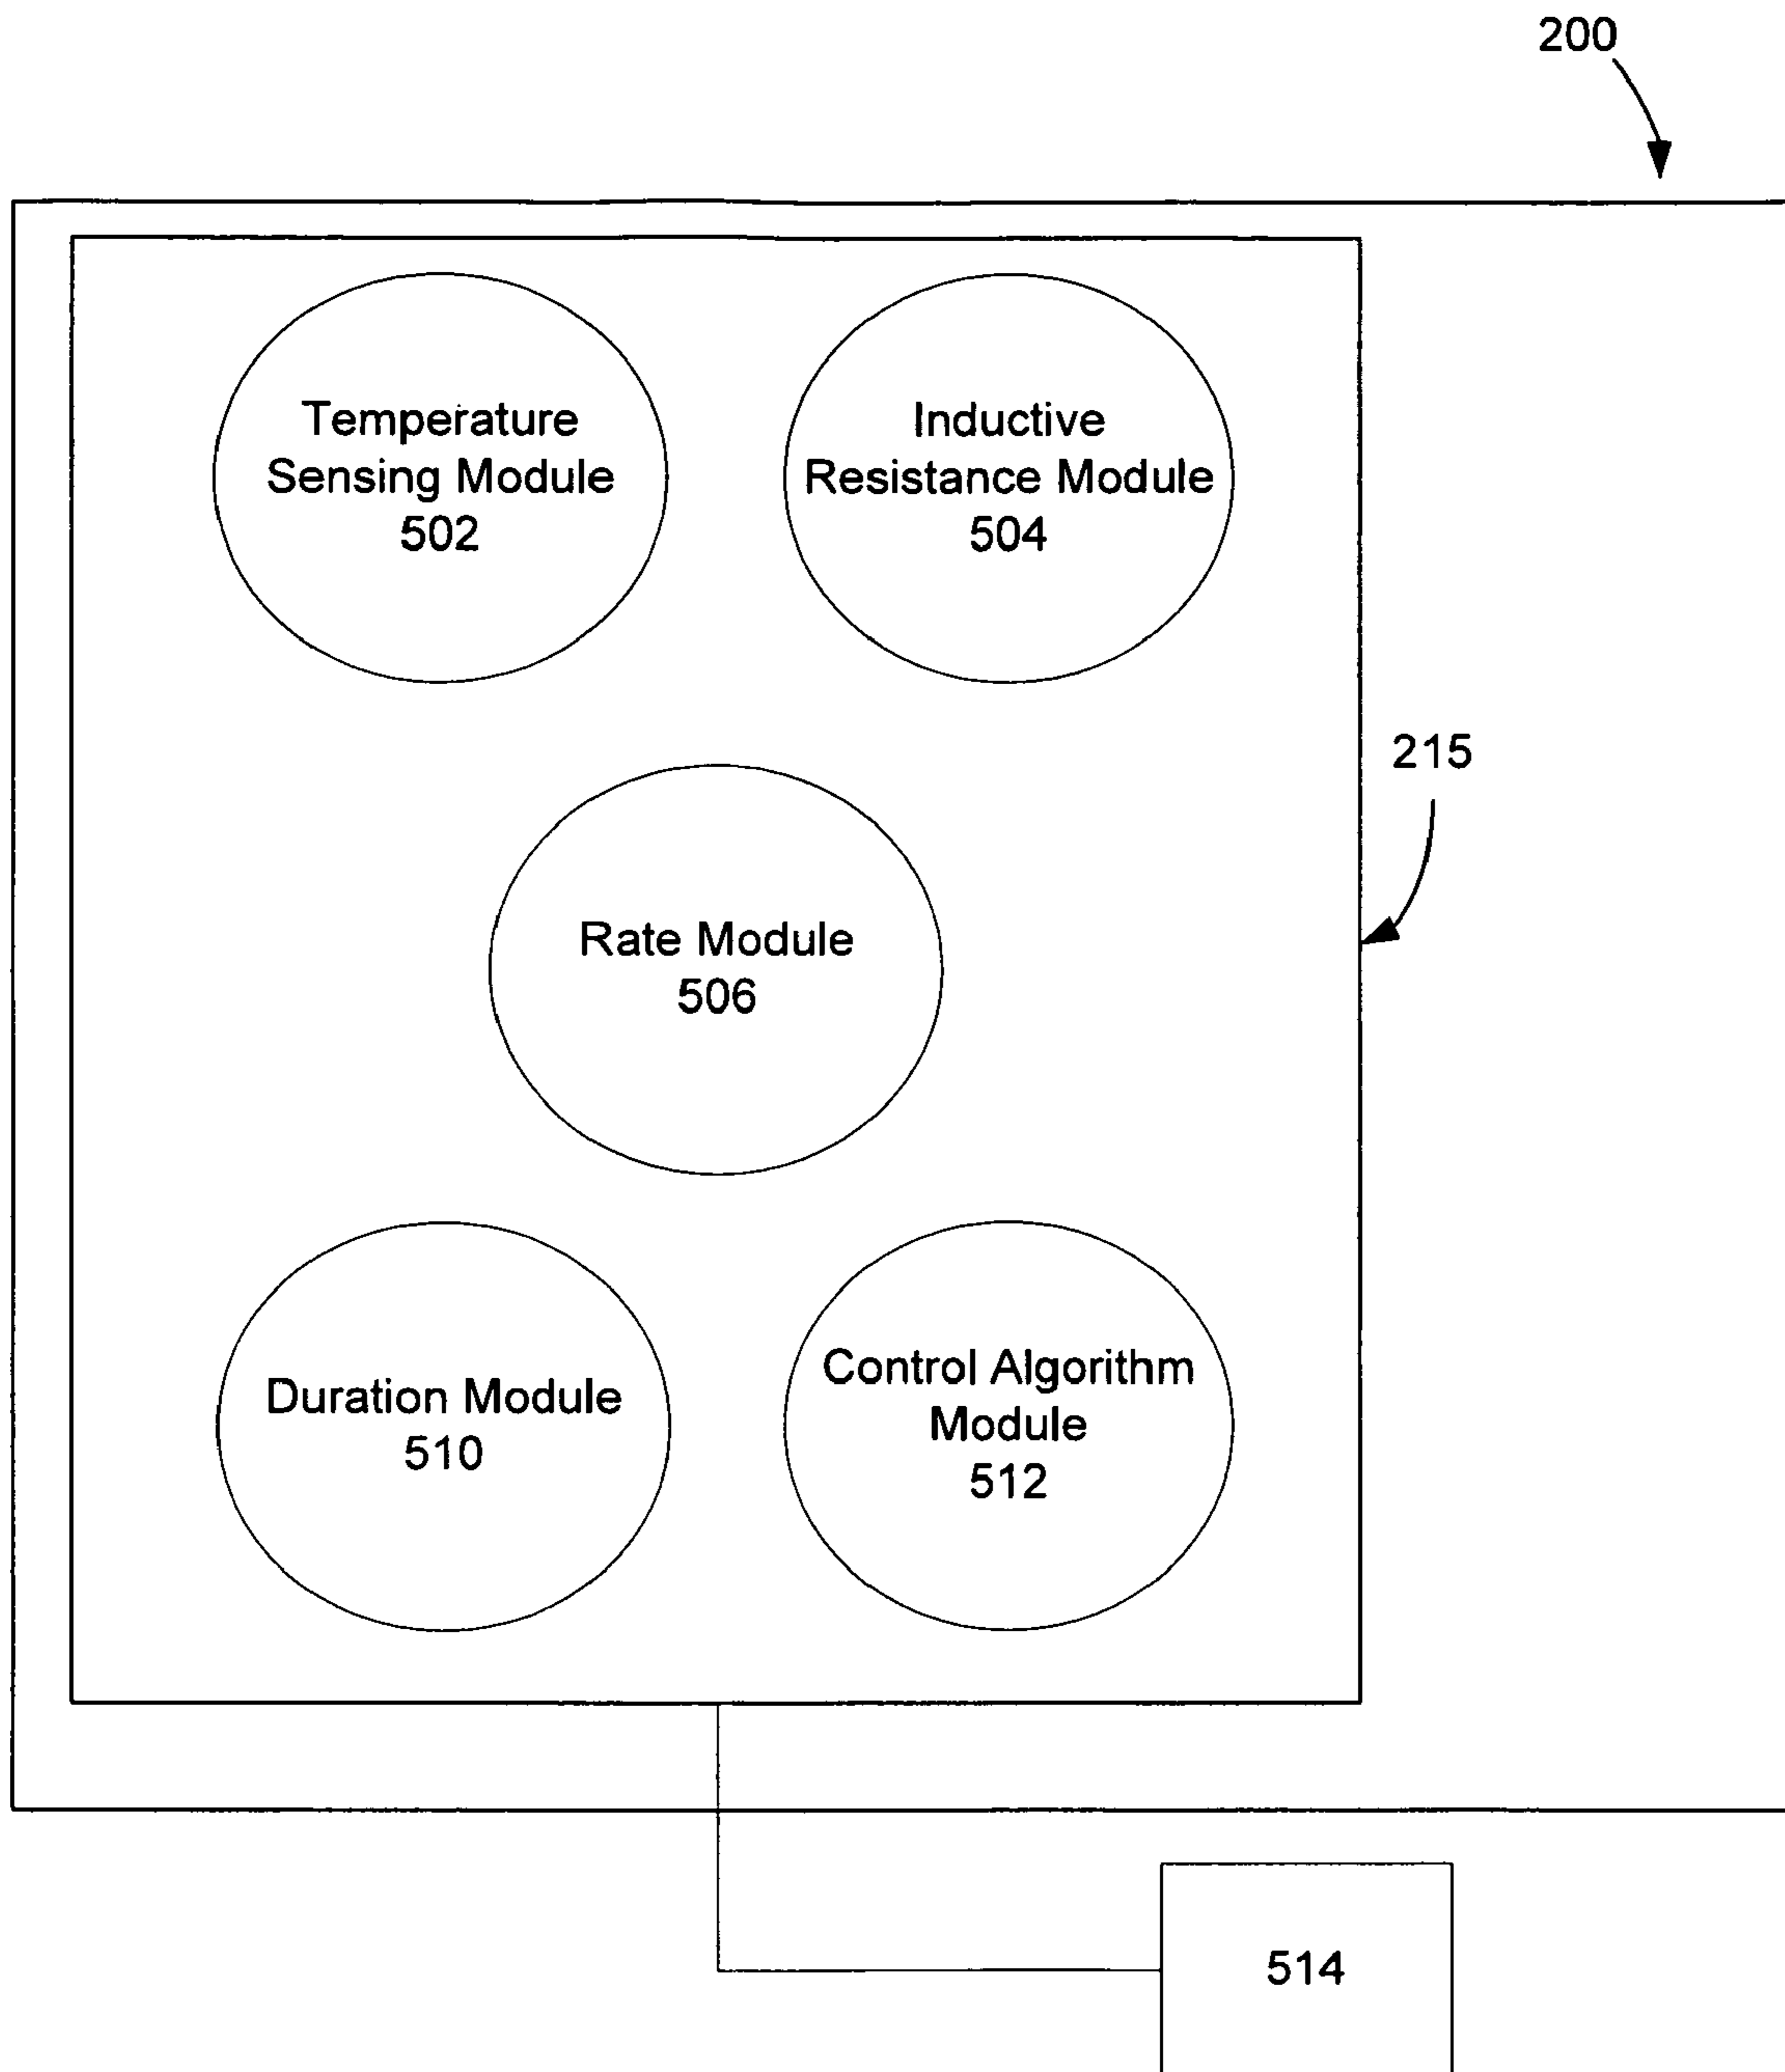 200
Temperature
Sensing Module
502
Inductive
Resistance Module
504
215
Rate Module
506
Duration Module
510
Control Algorithm
Module
512
514